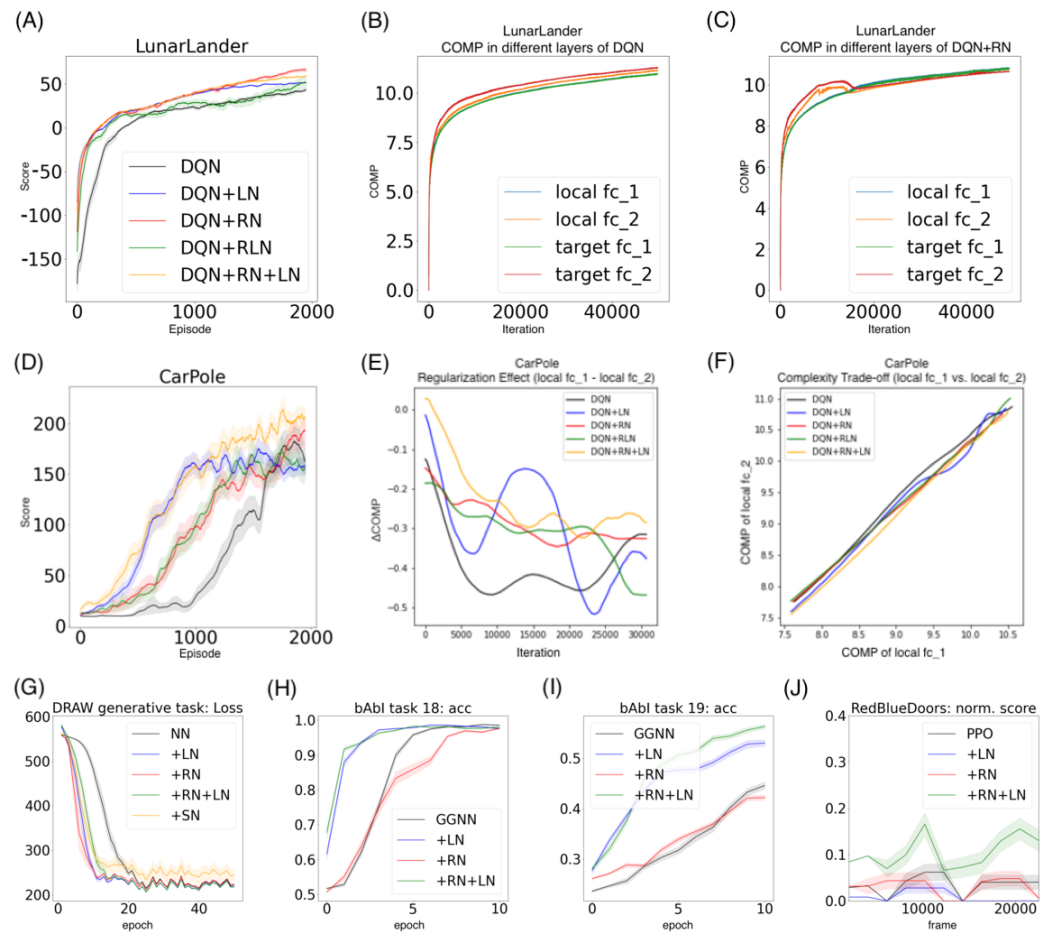 (A)
LunarLander
50
0
-50
-100
-150
Score
DQN
DQN+LN
DQN+RN
DQN+RLN
DQN+RN+LN
0
1000
2000
Episode
(B)
LunarLander
COMP in different layers of DQN
10.0
7.5
5.0
2.5
0.0
COMP
local fc_1
local fc_2
target fc_1
target fc_2
0
20000
40000
Iteration
(C)
LunarLander
COMP in different layers of DQN+RN
10
8
6
4
2
0
COMP
local fc_1
local fc_2
target fc_1
target fc_2
0
20000
40000
Iteration
(D)
CarPole
200
150
100
50
0
Score
0
1000
2000
Episode
(E)
CarPole
Regularization Effect (local fc_1 - local fc_2)
0.0
−0.1
−0.2
−0.3
−0.4
−0.5
ΔCOMP
DQN
DQN+LN
DQN+RN
DQN+RLN
DQN+RN+LN
0
5000
10000
15000
20000
25000
30000
Iteration
(F)
CarPole
Complexity Trade-off (local fc_1 vs. local fc_2)
11.0
10.5
10.0
9.5
9.0
8.5
8.0
7.5
COMP of local fc_2
DQN
DQN+LN
DQN+RN
DQN+RLN
DQN+RN+LN
7.5
8.0
8.5
9.0
9.5
10.0
10.5
COMP of local fc_1
(G)
DRAW generative task: Loss
600
500
400
300
200
NN
+LN
+RN
+RN+LN
+SN
0
20
40
epoch
(H)
bAbI task 18: acc
1.0
0.9
0.8
0.7
0.6
0.5
GGNN
+LN
+RN
+RN+LN
0
5
10
epoch
(I)
bAbI task 19: acc
0.5
0.4
0.3
GGNN
+LN
+RN
+RN+LN
0
5
10
epoch
(J)
RedBlueDoors: norm. score
0.4
0.3
0.2
0.1
0.0
PPO
+LN
+RN
+RN+LN
10000
20000
frame